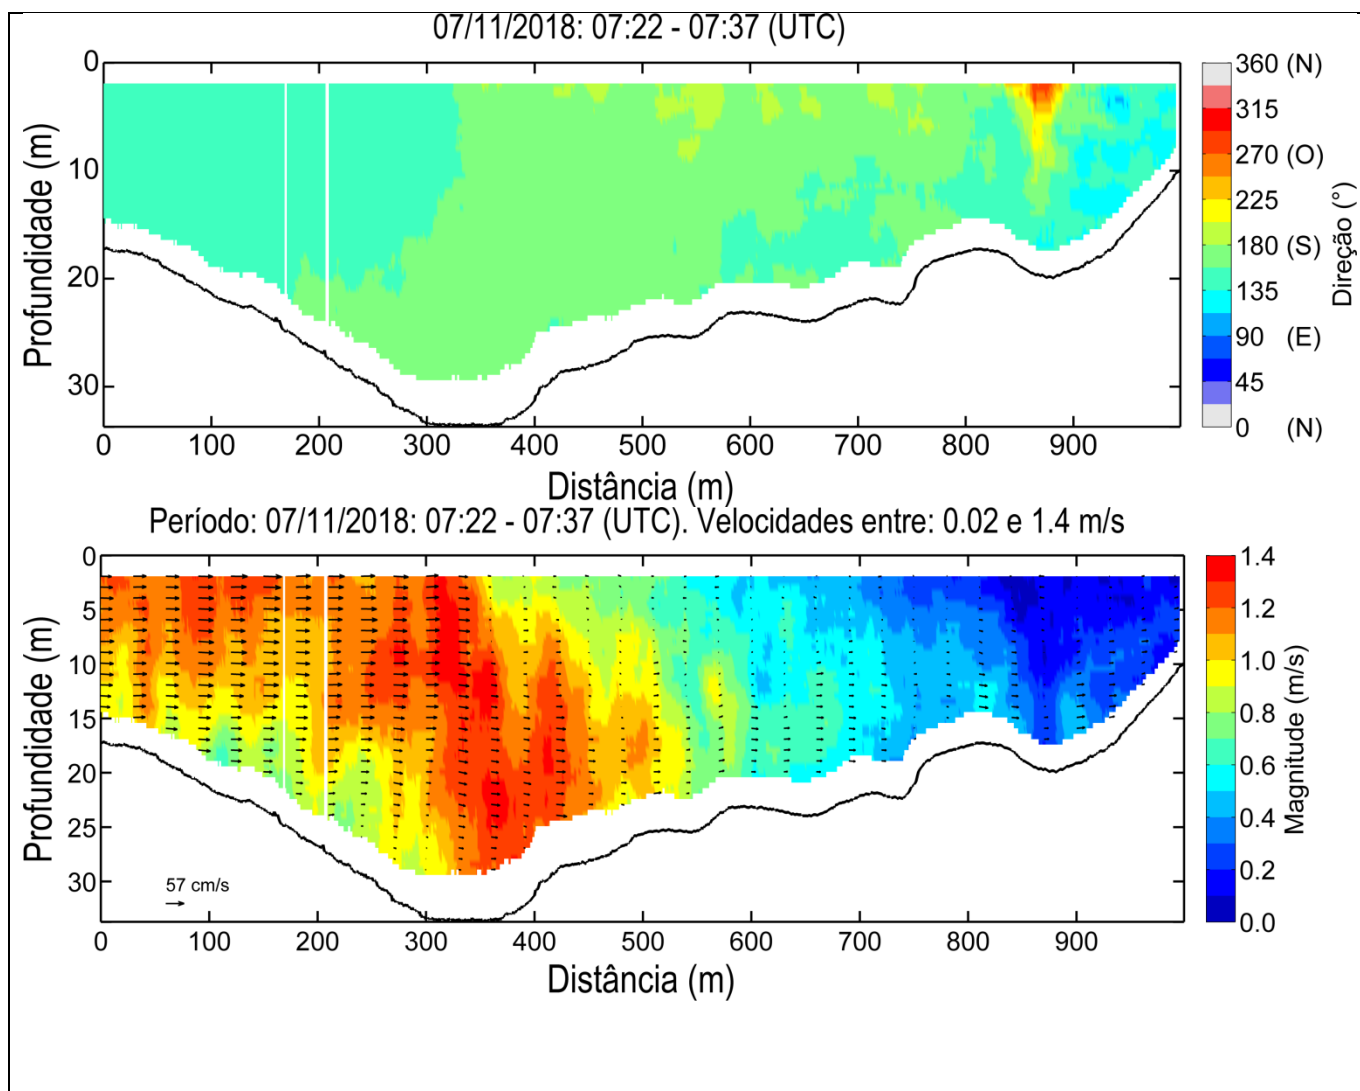 07/11/2018: 07:22 - 07:37 (UTC)
0
10
20
30
Profundidade (m)
0 100 200 300 400 500 600 700 800 900
Distância (m)
360 (N)
315
270 (O)
225
180 (S)
135
90 (E)
45
0 (N)
Direção (°)
Período: 07/11/2018: 07:22 - 07:37 (UTC). Velocidades entre: 0.02 e 1.4 m/s
0
5
10
15
20
25
30
Profundidade (m)
57 cm/s
0 100 200 300 400 500 600 700 800 900
Distância (m)
1.4
1.2
1.0
0.8
0.6
0.4
0.2
0.0
Magnitude (m/s)